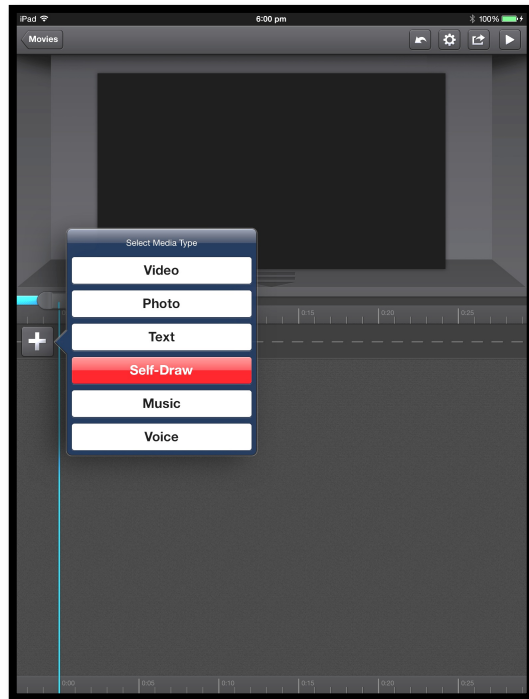 iPad 6:00 pm 100%
Movies
Select Media Type
Video
Photo
Text
Self-Draw
Music
Voice
0:15 0:20 0:25
0:00 0:05 0:10 0:15 0:20 0:25